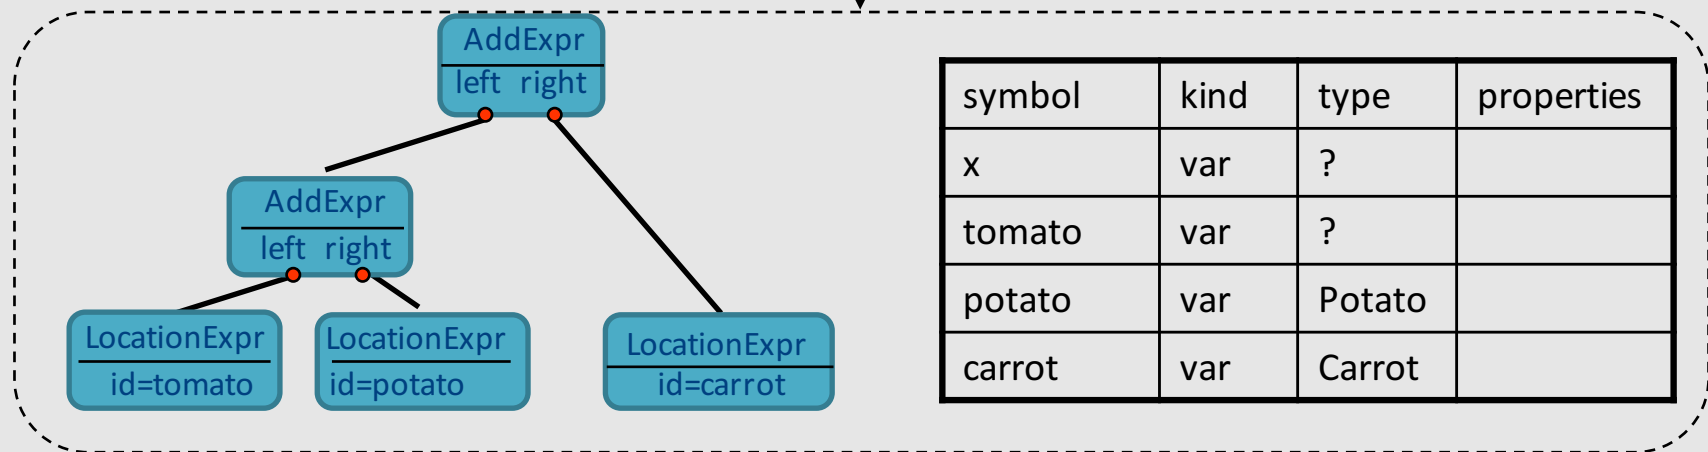 AddExpr
left right
AddExpr
left right
LocationExpr
id=tomato
LocationExpr
id=potato
LocationExpr
id=carrot
symbol kind type properties
x var ?
tomato var ?
potato var Potato
carrot var Carrot